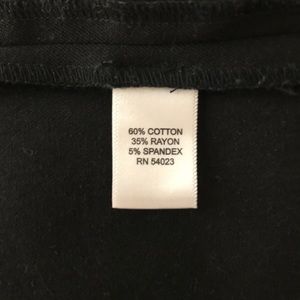 60% COTTON
35% RAYON
5% SPANDEX
RN 54023